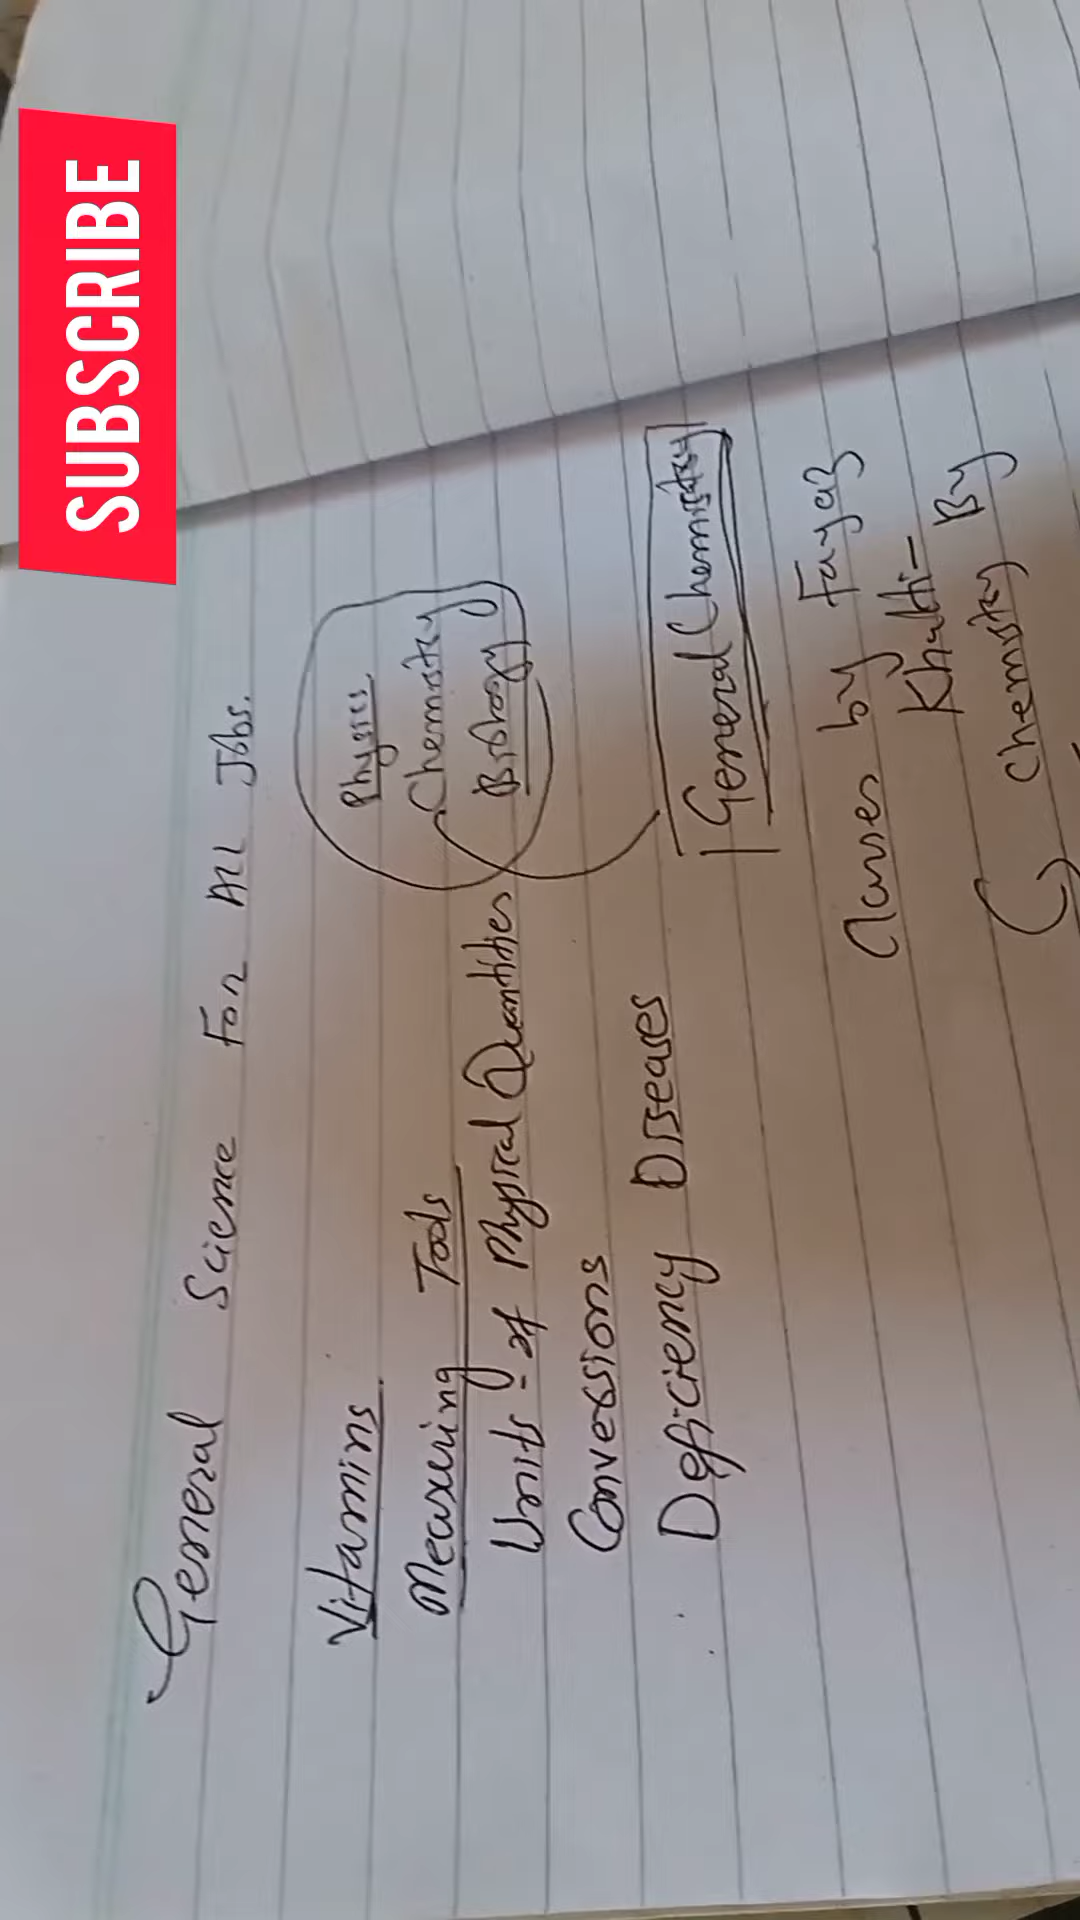 SUBSCRIBE
General Science For All Jobs.
Vitamins
Measuring Tools
Units of Physical Quantities
Conversions
Deficiency Diseases
Physics
Chemistry
Biology
General Chemistry
Classes by Fayaz
Khatti-
Chemistry By